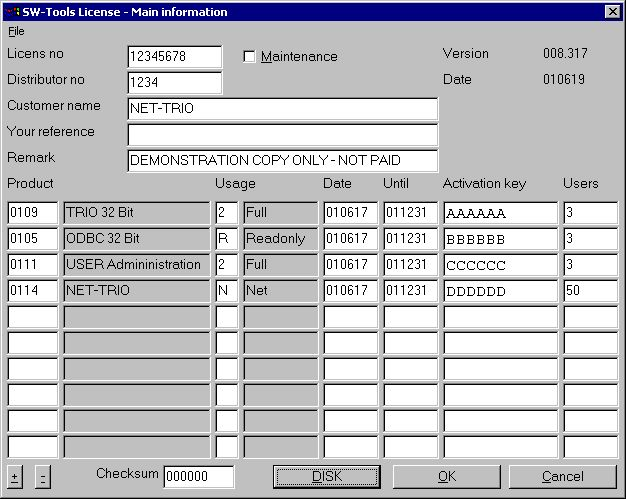 SW-Tools License - Main information
File
Licens no 12345678 Maintenance Version 008.317
Distributor no 1234 Date 010619
Customer name NET-TRIO
Your reference
Remark DEMONSTRATION COPY ONLY - NOT PAID
Product Usage Date Until Activation key Users
0109 TRIO 32 Bit 2 Full 010617 011231 AAAAAA 3
0105 ODBC 32 Bit R Readonly 010617 011231 BBBBBB 3
0111 USER Admininistration 2 Full 010617 011231 CCCCCC 3
0114 NET-TRIO N Net 010617 011231 DDDDDD 50
+ - Checksum 000000 DISK OK Cancel